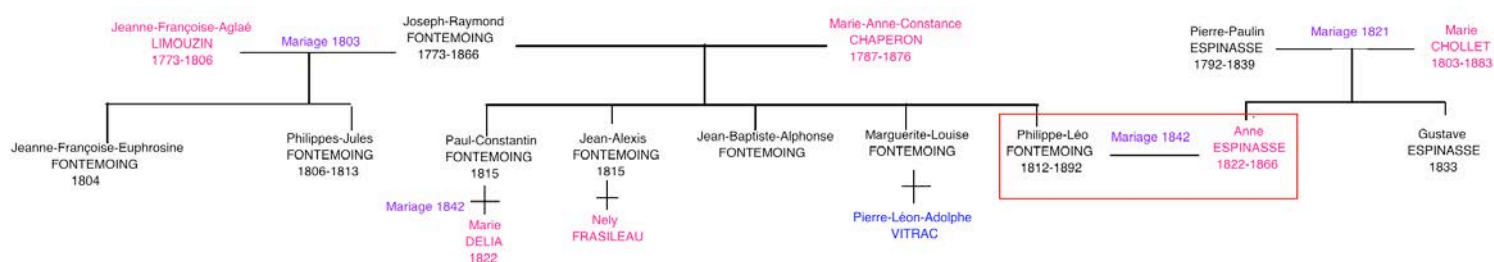 Jeanne-Françoise-Aglaé
LIMOUZIN
1773-1806
Mariage 1803
Joseph-Raymond
FONTEMOING
1773-1866
Marie-Anne-Constance
CHAPERON
1787-1876
Pierre-Paulin
ESPINASSE
1792-1839
Mariage 1821
Marie
CHOLLET
1803-1883
Jeanne-Françoise-Euphrosine
FONTEMOING
1804
Philippes-Jules
FONTEMOING
1806-1813
Paul-Constantin
FONTEMOING
1815
Jean-Alexis
FONTEMOING
1815
Jean-Baptiste-Alphonse
FONTEMOING
Marguerite-Louise
FONTEMOING
Philippe-Léo
FONTEMOING
1812-1892
Mariage 1842
Anne
ESPINASSE
1822-1866
Gustave
ESPINASSE
1833
Mariage 1842
Marie
DELIA
1822
Nely
FRASILEAU
Pierre-Léon-Adolphe
VITRAC